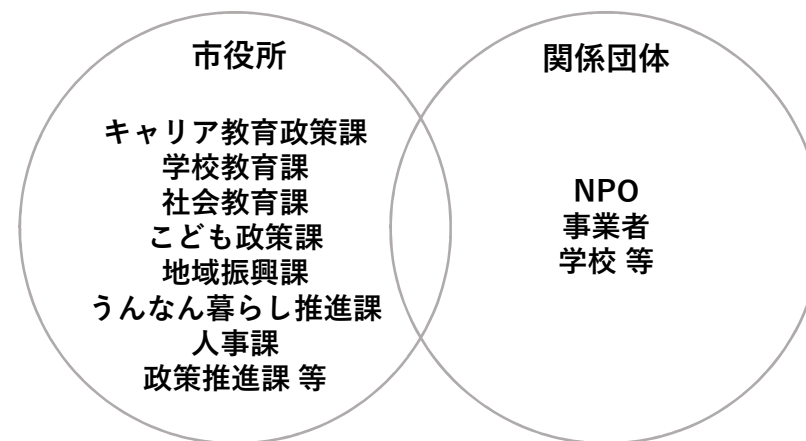 市役所
キャリア教育政策課
学校教育課
社会教育課
こども政策課
地域振興課
うんなん暮らし推進課
人事課
政策推進課 等
関係団体
NPO
事業者
学校 等